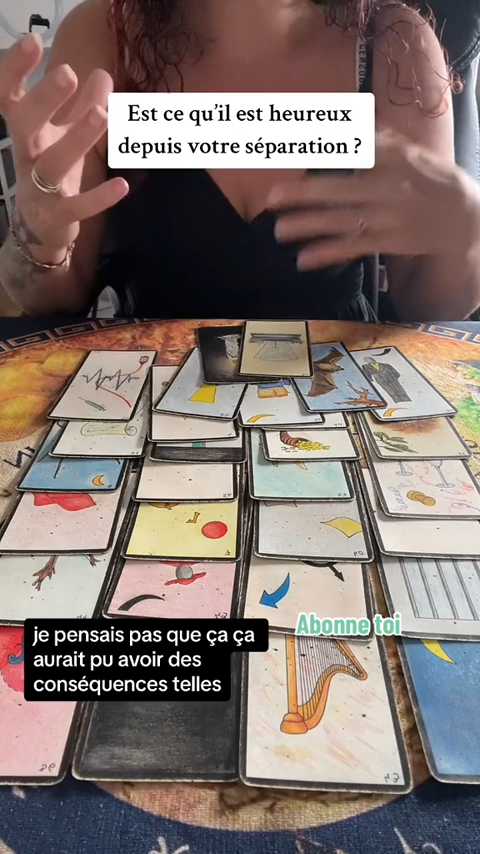 Est ce qu'il est heureux
depuis votre séparation ?
Abonne toi
je pensais pas que ça ça
aurait pu avoir des
conséquences telles